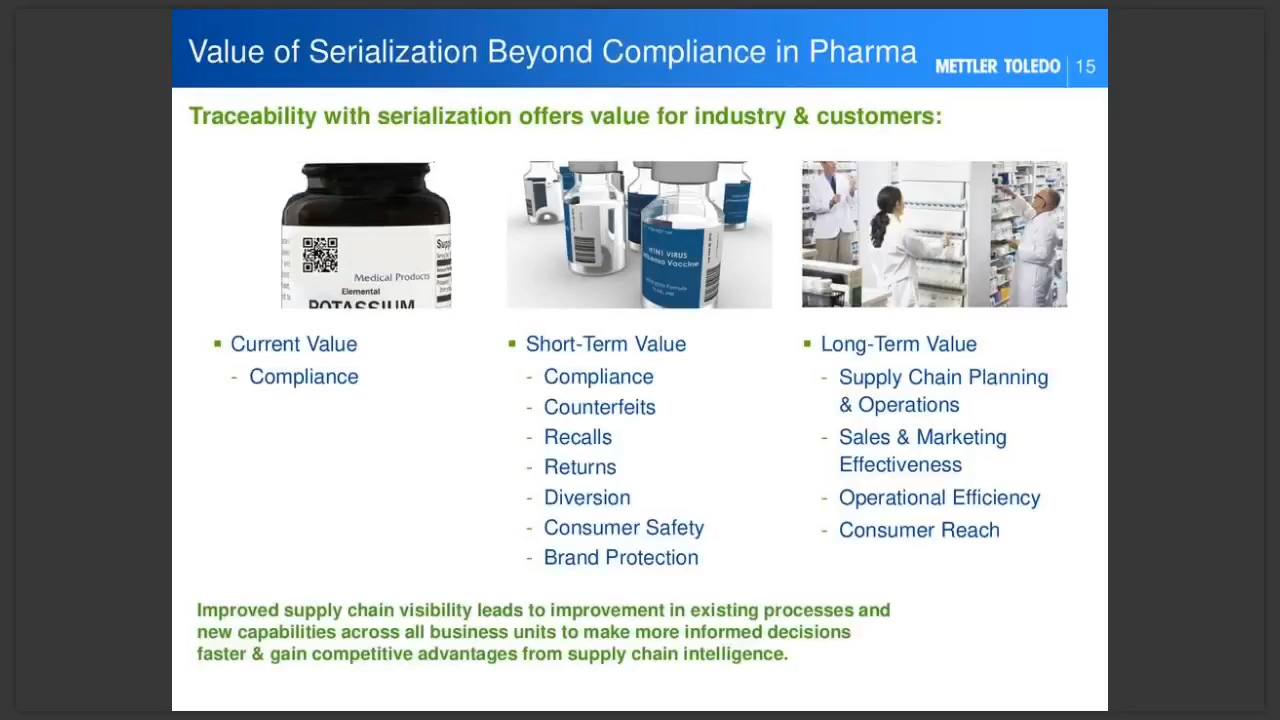 Value of Serialization Beyond Compliance in Pharma
METTLER TOLEDO 15
Traceability with serialization offers value for industry & customers:
Medical Products
Elemental
POTASSIUM
H1N1 VIRUS
Influenza Vaccine
▪ Current Value
- Compliance
▪ Short-Term Value
- Compliance
- Counterfeits
- Recalls
- Returns
- Diversion
- Consumer Safety
- Brand Protection
▪ Long-Term Value
- Supply Chain Planning
& Operations
- Sales & Marketing
Effectiveness
- Operational Efficiency
- Consumer Reach
Improved supply chain visibility leads to improvement in existing processes and
new capabilities across all business units to make more informed decisions
faster & gain competitive advantages from supply chain intelligence.